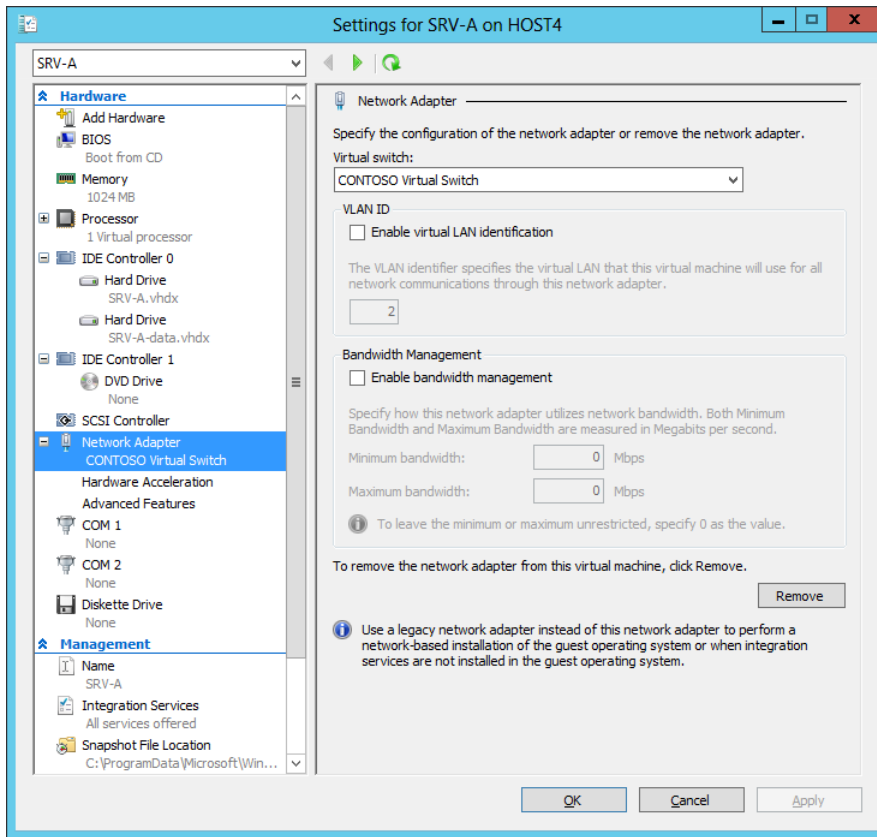 Settings for SRV-A on HOST4
SRV-A
Hardware
Add Hardware
BIOS
Boot from CD
Memory
1024 MB
Processor
1 Virtual processor
IDE Controller 0
Hard Drive
SRV-A.vhdx
Hard Drive
SRV-A-data.vhdx
IDE Controller 1
DVD Drive
None
SCSI Controller
Network Adapter
CONTOSO Virtual Switch
Hardware Acceleration
Advanced Features
COM 1
None
COM 2
None
Diskette Drive
None
Management
Name
SRV-A
Integration Services
All services offered
Snapshot File Location
C:\ProgramData\Microsoft\Win...
Network Adapter
Specify the configuration of the network adapter or remove the network adapter.
Virtual switch:
CONTOSO Virtual Switch
VLAN ID
Enable virtual LAN identification
The VLAN identifier specifies the virtual LAN that this virtual machine will use for all
network communications through this network adapter.
2
Bandwidth Management
Enable bandwidth management
Specify how this network adapter utilizes network bandwidth. Both Minimum
Bandwidth and Maximum Bandwidth are measured in Megabits per second.
Minimum bandwidth: 0 Mbps
Maximum bandwidth: 0 Mbps
To leave the minimum or maximum unrestricted, specify 0 as the value.
To remove the network adapter from this virtual machine, click Remove.
Remove
Use a legacy network adapter instead of this network adapter to perform a
network-based installation of the guest operating system or when integration
services are not installed in the guest operating system.
OK Cancel Apply